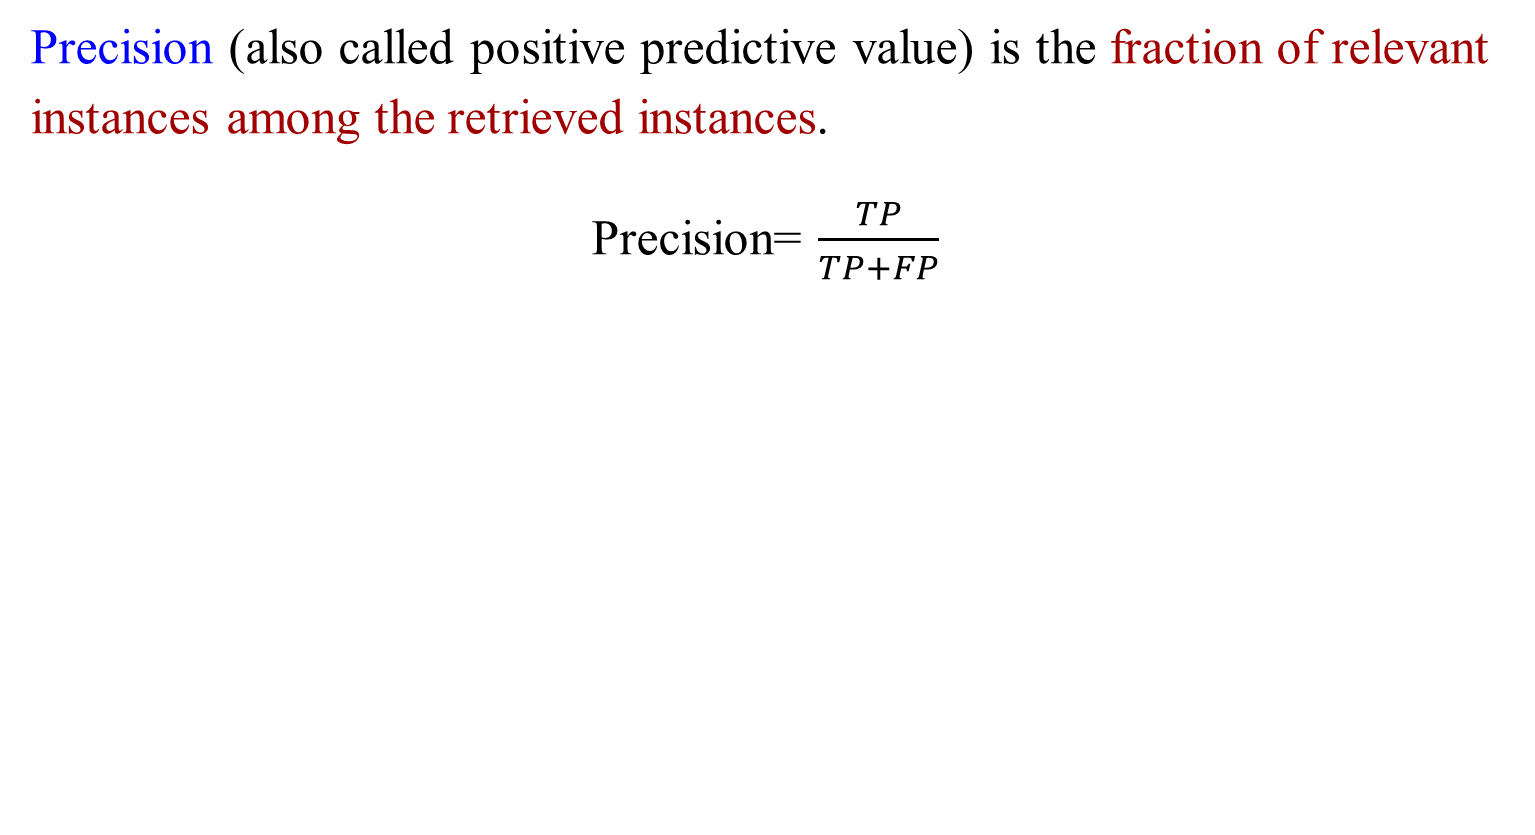 Precision (also called positive predictive value) is the fraction of relevant
instances among the retrieved instances.
Precision= TP
TP+FP